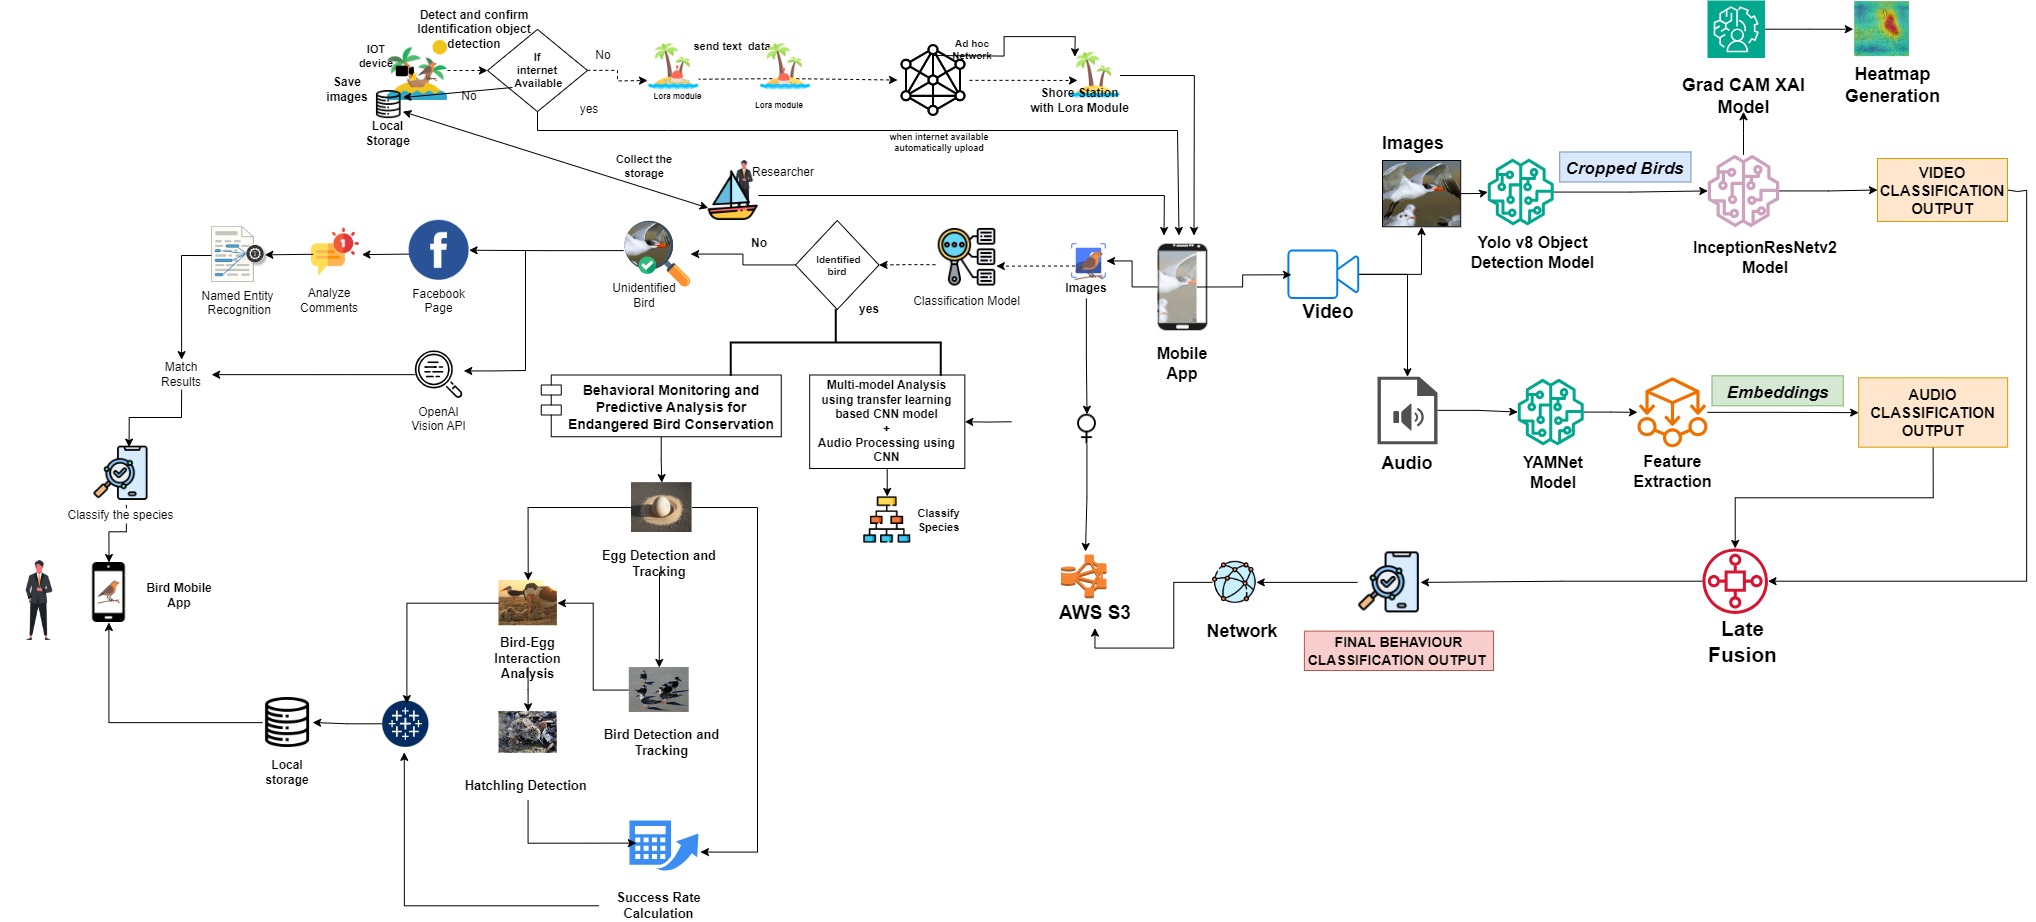 Detect and confirm
Identification object
detection
IOT
device
Save
images
No
Local
Storage
If
internet
Available
No
yes
send text data
Lora module
Lora module
Ad hoc
Network
Shore Station
with Lora Module
when internet available
automatically upload
Collect the
storage
Researcher
Grad CAM XAI
Model
Heatmap
Generation
Images
Yolo v8 Object
Detection Model
Cropped Birds
InceptionResNetv2
Model
VIDEO
CLASSIFICATION
OUTPUT
Named Entity
Recognition
Analyze
Comments
f
Facebook
Page
Unidentified
Bird
No
Identified
bird
yes
Classification Model
Images
Mobile
App
Video
Match
Results
OpenAI
Vision API
Behavioral Monitoring and
Predictive Analysis for
Endangered Bird Conservation
Multi-model Analysis
using transfer learning
based CNN model
+
Audio Processing using
CNN
Classify
Species
Audio
YAMNet
Model
Feature
Extraction
Embeddings
AUDIO
CLASSIFICATION
OUTPUT
Classify the species
Bird Mobile
App
Egg Detection and
Tracking
Bird-Egg
Interaction
Analysis
Bird Detection and
Tracking
Hatchling Detection
Success Rate
Calculation
Local
storage
AWS S3
Network
FINAL BEHAVIOUR
CLASSIFICATION OUTPUT
Late
Fusion